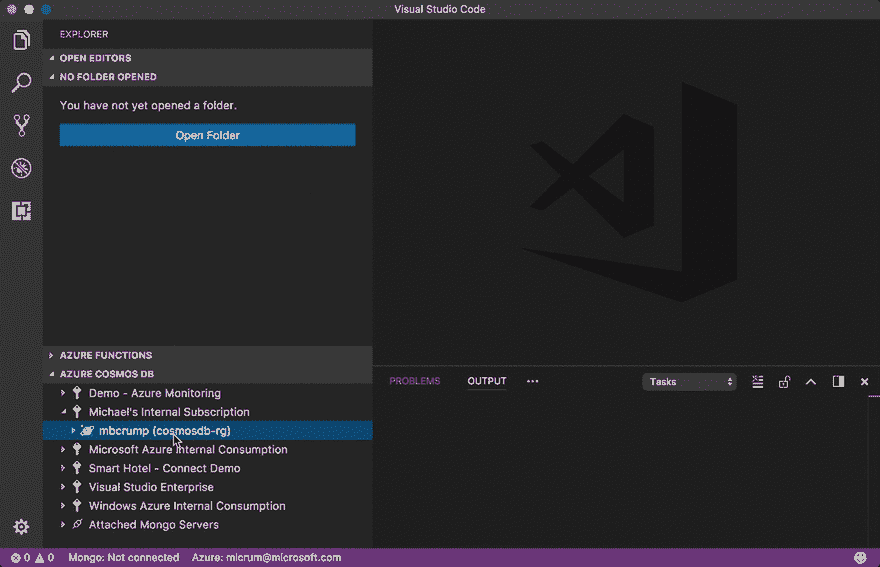 Visual Studio Code
EXPLORER
OPEN EDITORS
NO FOLDER OPENED
You have not yet opened a folder.
Open Folder
AZURE FUNCTIONS
AZURE COSMOS DB
Demo - Azure Monitoring
Michael's Internal Subscription
mbcrump (cosmosdb-rg)
Microsoft Azure Internal Consumption
Smart Hotel - Connect Demo
Visual Studio Enterprise
Windows Azure Internal Consumption
Attached Mongo Servers
PROBLEMS OUTPUT ••• Tasks
0 0 Mongo: Not connected Azure: micrum@microsoft.com